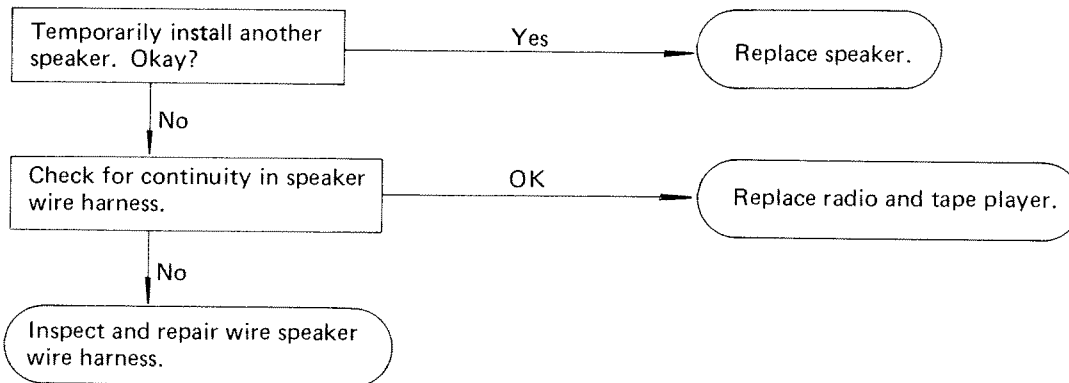 Temporarily install another
speaker. Okay?
Yes
Replace speaker.
No
Check for continuity in speaker
wire harness.
OK
Replace radio and tape player.
No
Inspect and repair wire speaker
wire harness.